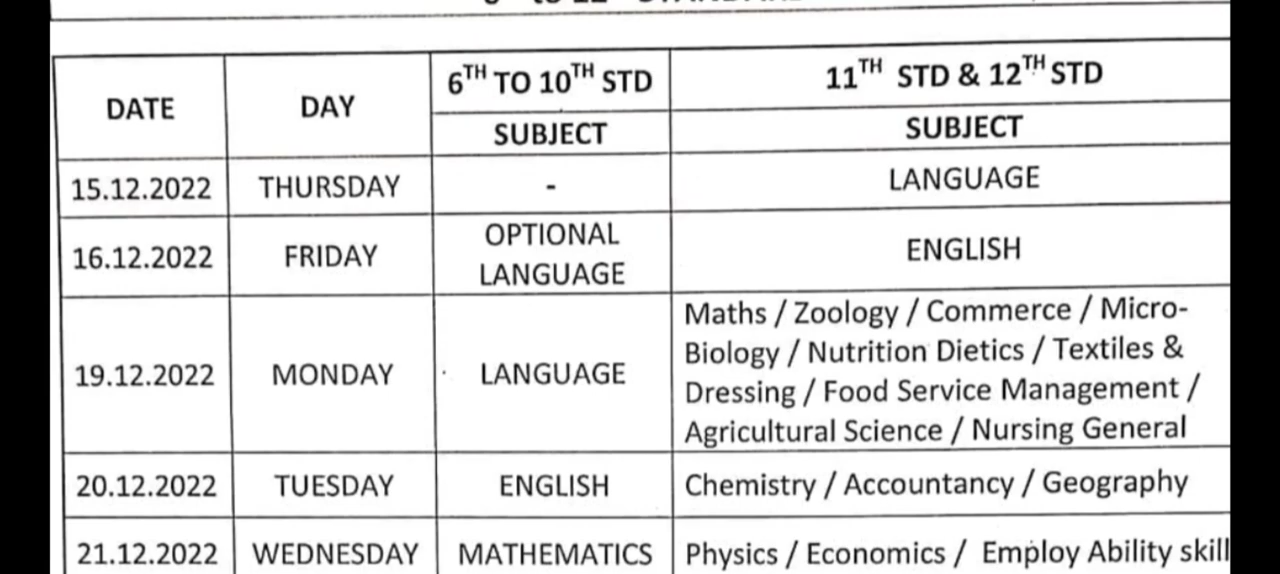 DATE
DAY
6TH TO 10TH STD
11TH STD & 12TH STD
SUBJECT
SUBJECT
15.12.2022
THURSDAY
-
LANGUAGE
16.12.2022
FRIDAY
OPTIONAL
LANGUAGE
ENGLISH
19.12.2022
MONDAY
LANGUAGE
Maths / Zoology / Commerce / Micro-
Biology / Nutrition Dietics / Textiles &
Dressing / Food Service Management /
Agricultural Science / Nursing General
20.12.2022
TUESDAY
ENGLISH
Chemistry / Accountancy / Geography
21.12.2022
WEDNESDAY
MATHEMATICS
Physics / Economics / Employ Ability skill